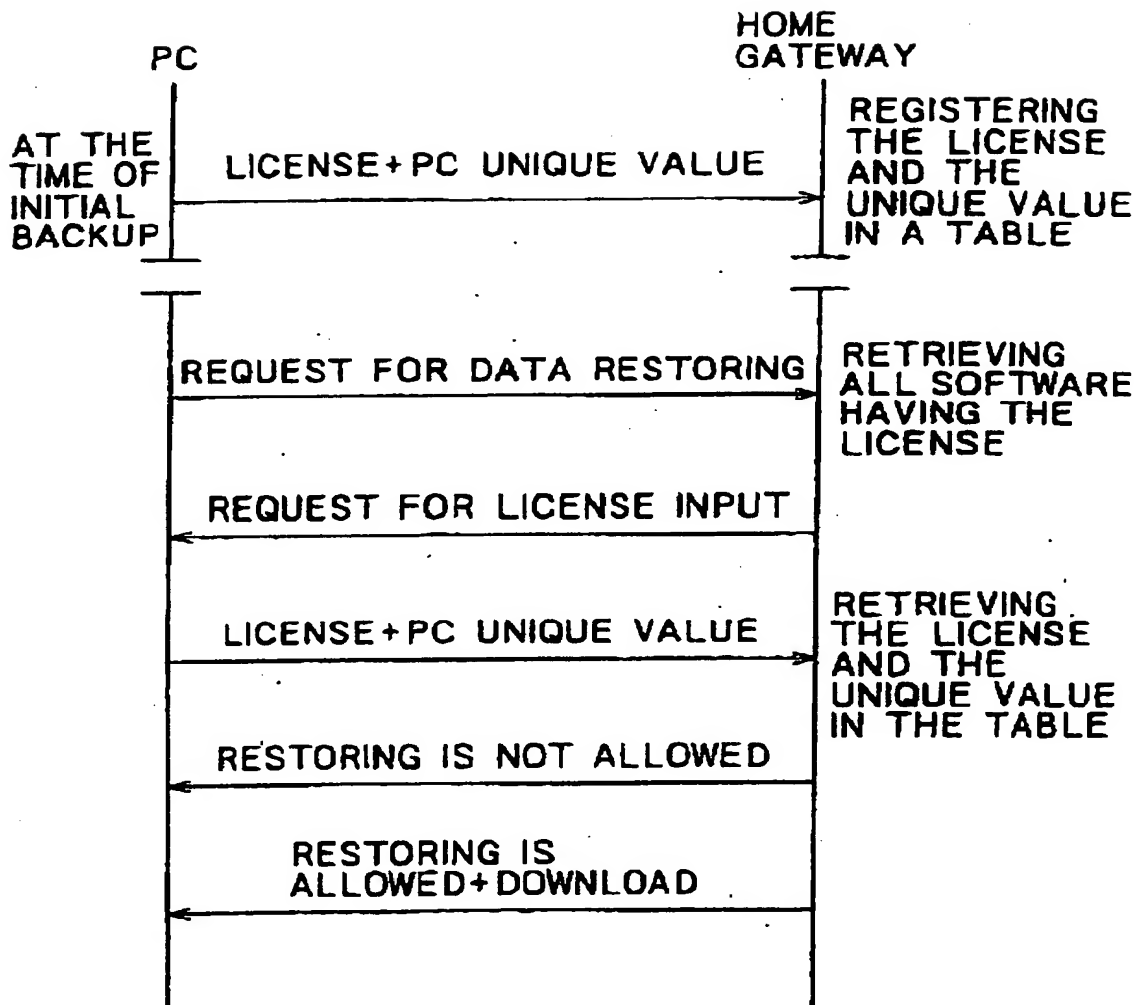 PC
HOME
GATEWAY
AT THE
TIME OF
INITIAL
BACKUP
LICENSE+PC UNIQUE VALUE
REGISTERING
THE LICENSE
AND THE
UNIQUE VALUE
IN A TABLE
REQUEST FOR DATA RESTORING
RETRIEVING
ALL SOFTWARE
HAVING THE
LICENSE
REQUEST FOR LICENSE INPUT
LICENSE+PC UNIQUE VALUE
RETRIEVING
THE LICENSE
AND THE
UNIQUE VALUE
IN THE TABLE
RESTORING IS NOT ALLOWED
RESTORING IS
ALLOWED+DOWNLOAD